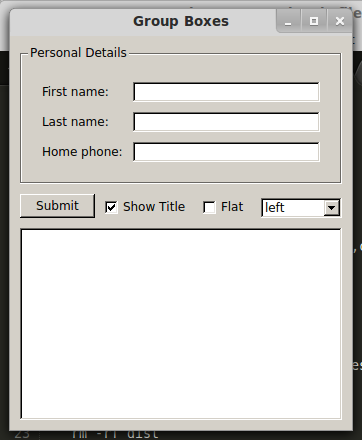 Group Boxes
Personal Details
First name:
Last name:
Home phone:
Submit Show Title Flat left
23 rm -rf dist